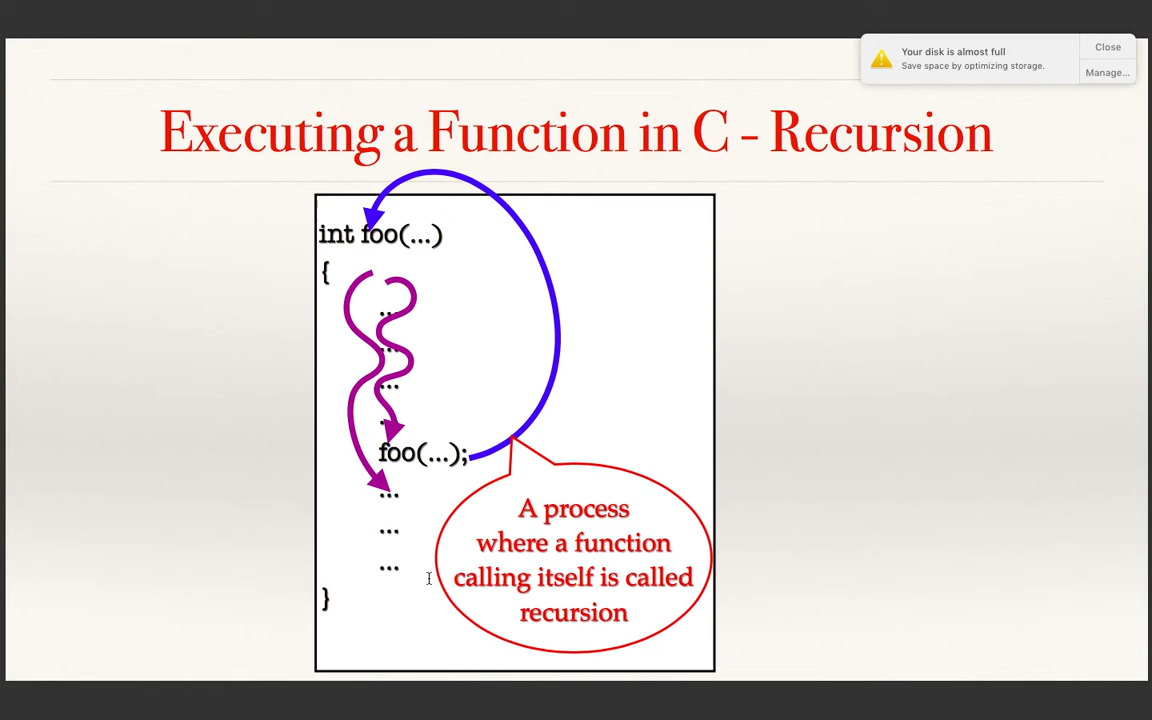 Your disk is almost full
Save space by optimizing storage.
Close
Manage...
Executing a Function in C - Recursion
int foo(...)
{
...
...
...
...
foo(...);
...
...
...
}
A process
where a function
calling itself is called
recursion